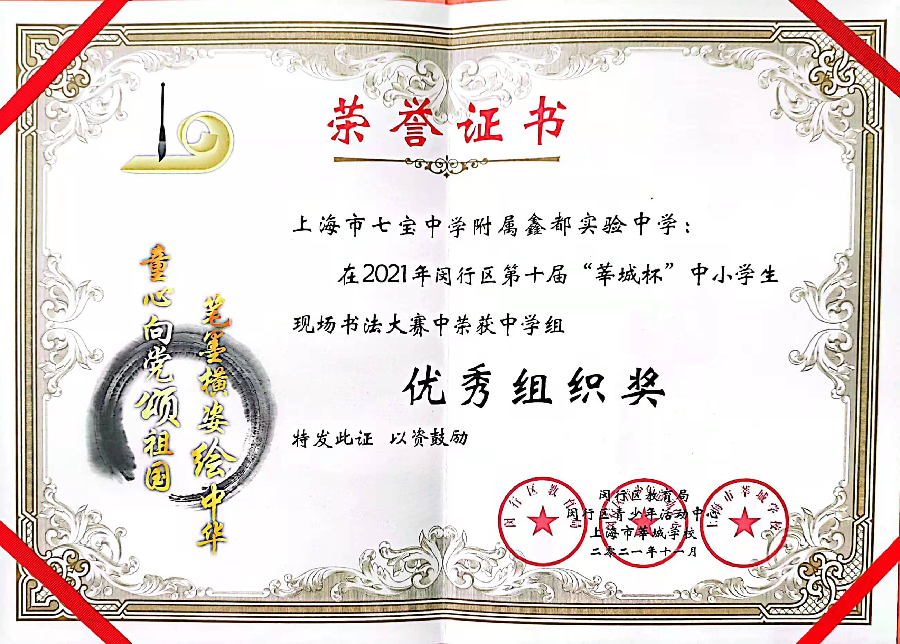 荣誉证书
上海市七宝中学附属鑫都实验中学:
在2021年闵行区第十届“莘城杯”中小学生
现场书法大赛中荣获中学组
优秀组织奖
特发此证 以资鼓励
童心向党颂祖国
笔墨横姿绘中华
闵行区教育局
闵行区青少年活动中心
上海市莘城学校
二零二一年十一月
闵行区教育局
上海市莘城学校